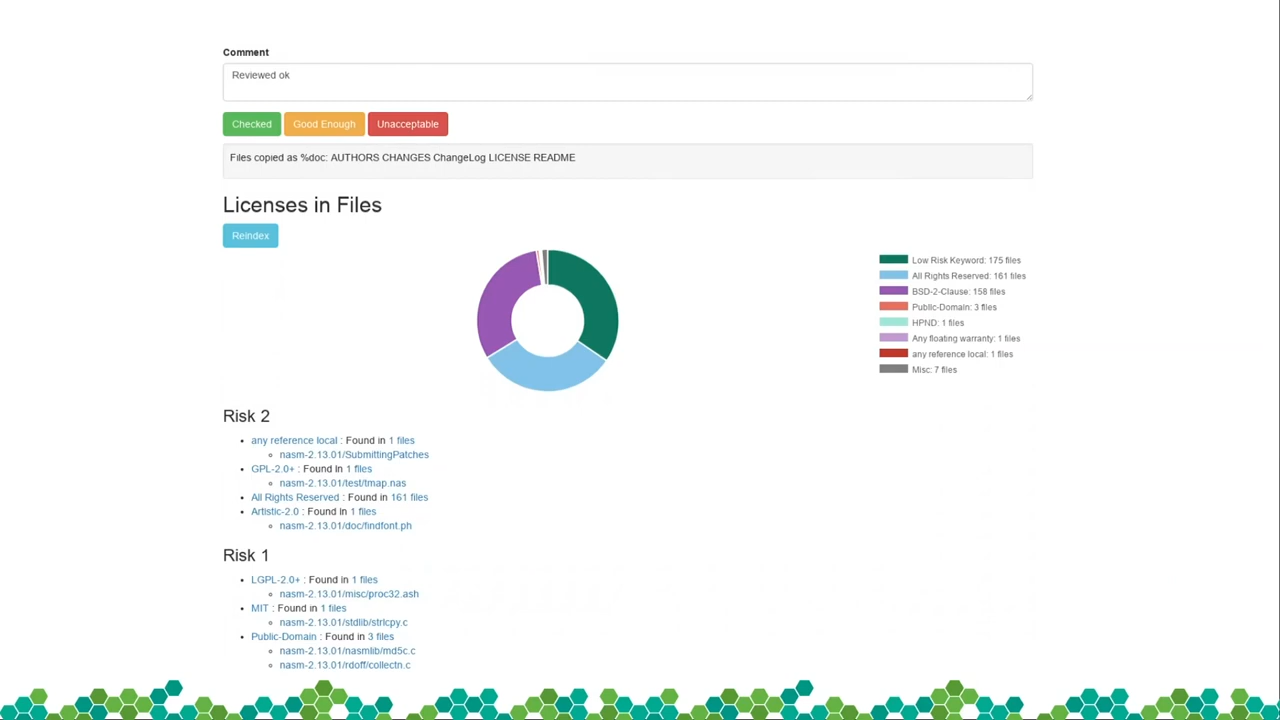 Comment
Reviewed ok
Checked Good Enough Unacceptable
Files copied as %doc: AUTHORS CHANGES ChangeLog LICENSE README
Licenses in Files
Reindex
Low Risk Keyword: 175 files
All Rights Reserved: 161 files
BSD-2-Clause: 158 files
Public-Domain: 3 files
HPND: 1 files
Any floating warranty: 1 files
any reference local: 1 files
Misc: 7 files
Risk 2
any reference local : Found in 1 files
nasm-2.13.01/SubmittingPatches
GPL-2.0+ : Found in 1 files
nasm-2.13.01/test/tmap.nas
All Rights Reserved : Found in 161 files
Artistic-2.0 : Found in 1 files
nasm-2.13.01/doc/findfont.ph
Risk 1
LGPL-2.0+ : Found in 1 files
nasm-2.13.01/misc/proc32.ash
MIT : Found in 1 files
nasm-2.13.01/stdlib/strlcpy.c
Public-Domain : Found in 3 files
nasm-2.13.01/nasmlib/md5c.c
nasm-2.13.01/rdoff/collectn.c